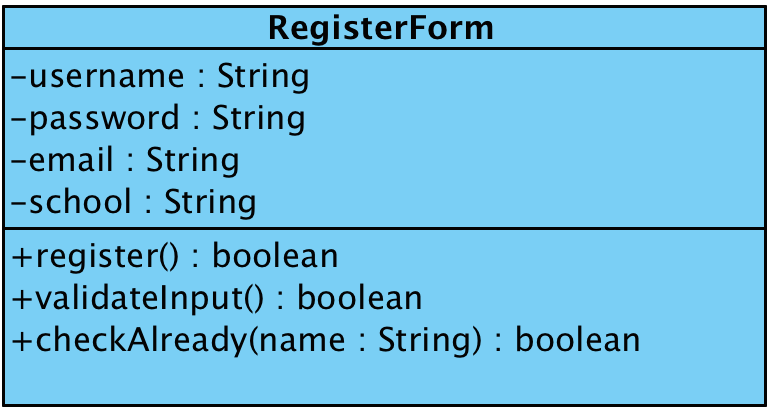 RegisterForm
-username : String
-password : String
-email : String
-school : String
+register() : boolean
+validateInput() : boolean
+checkAlready(name : String) : boolean